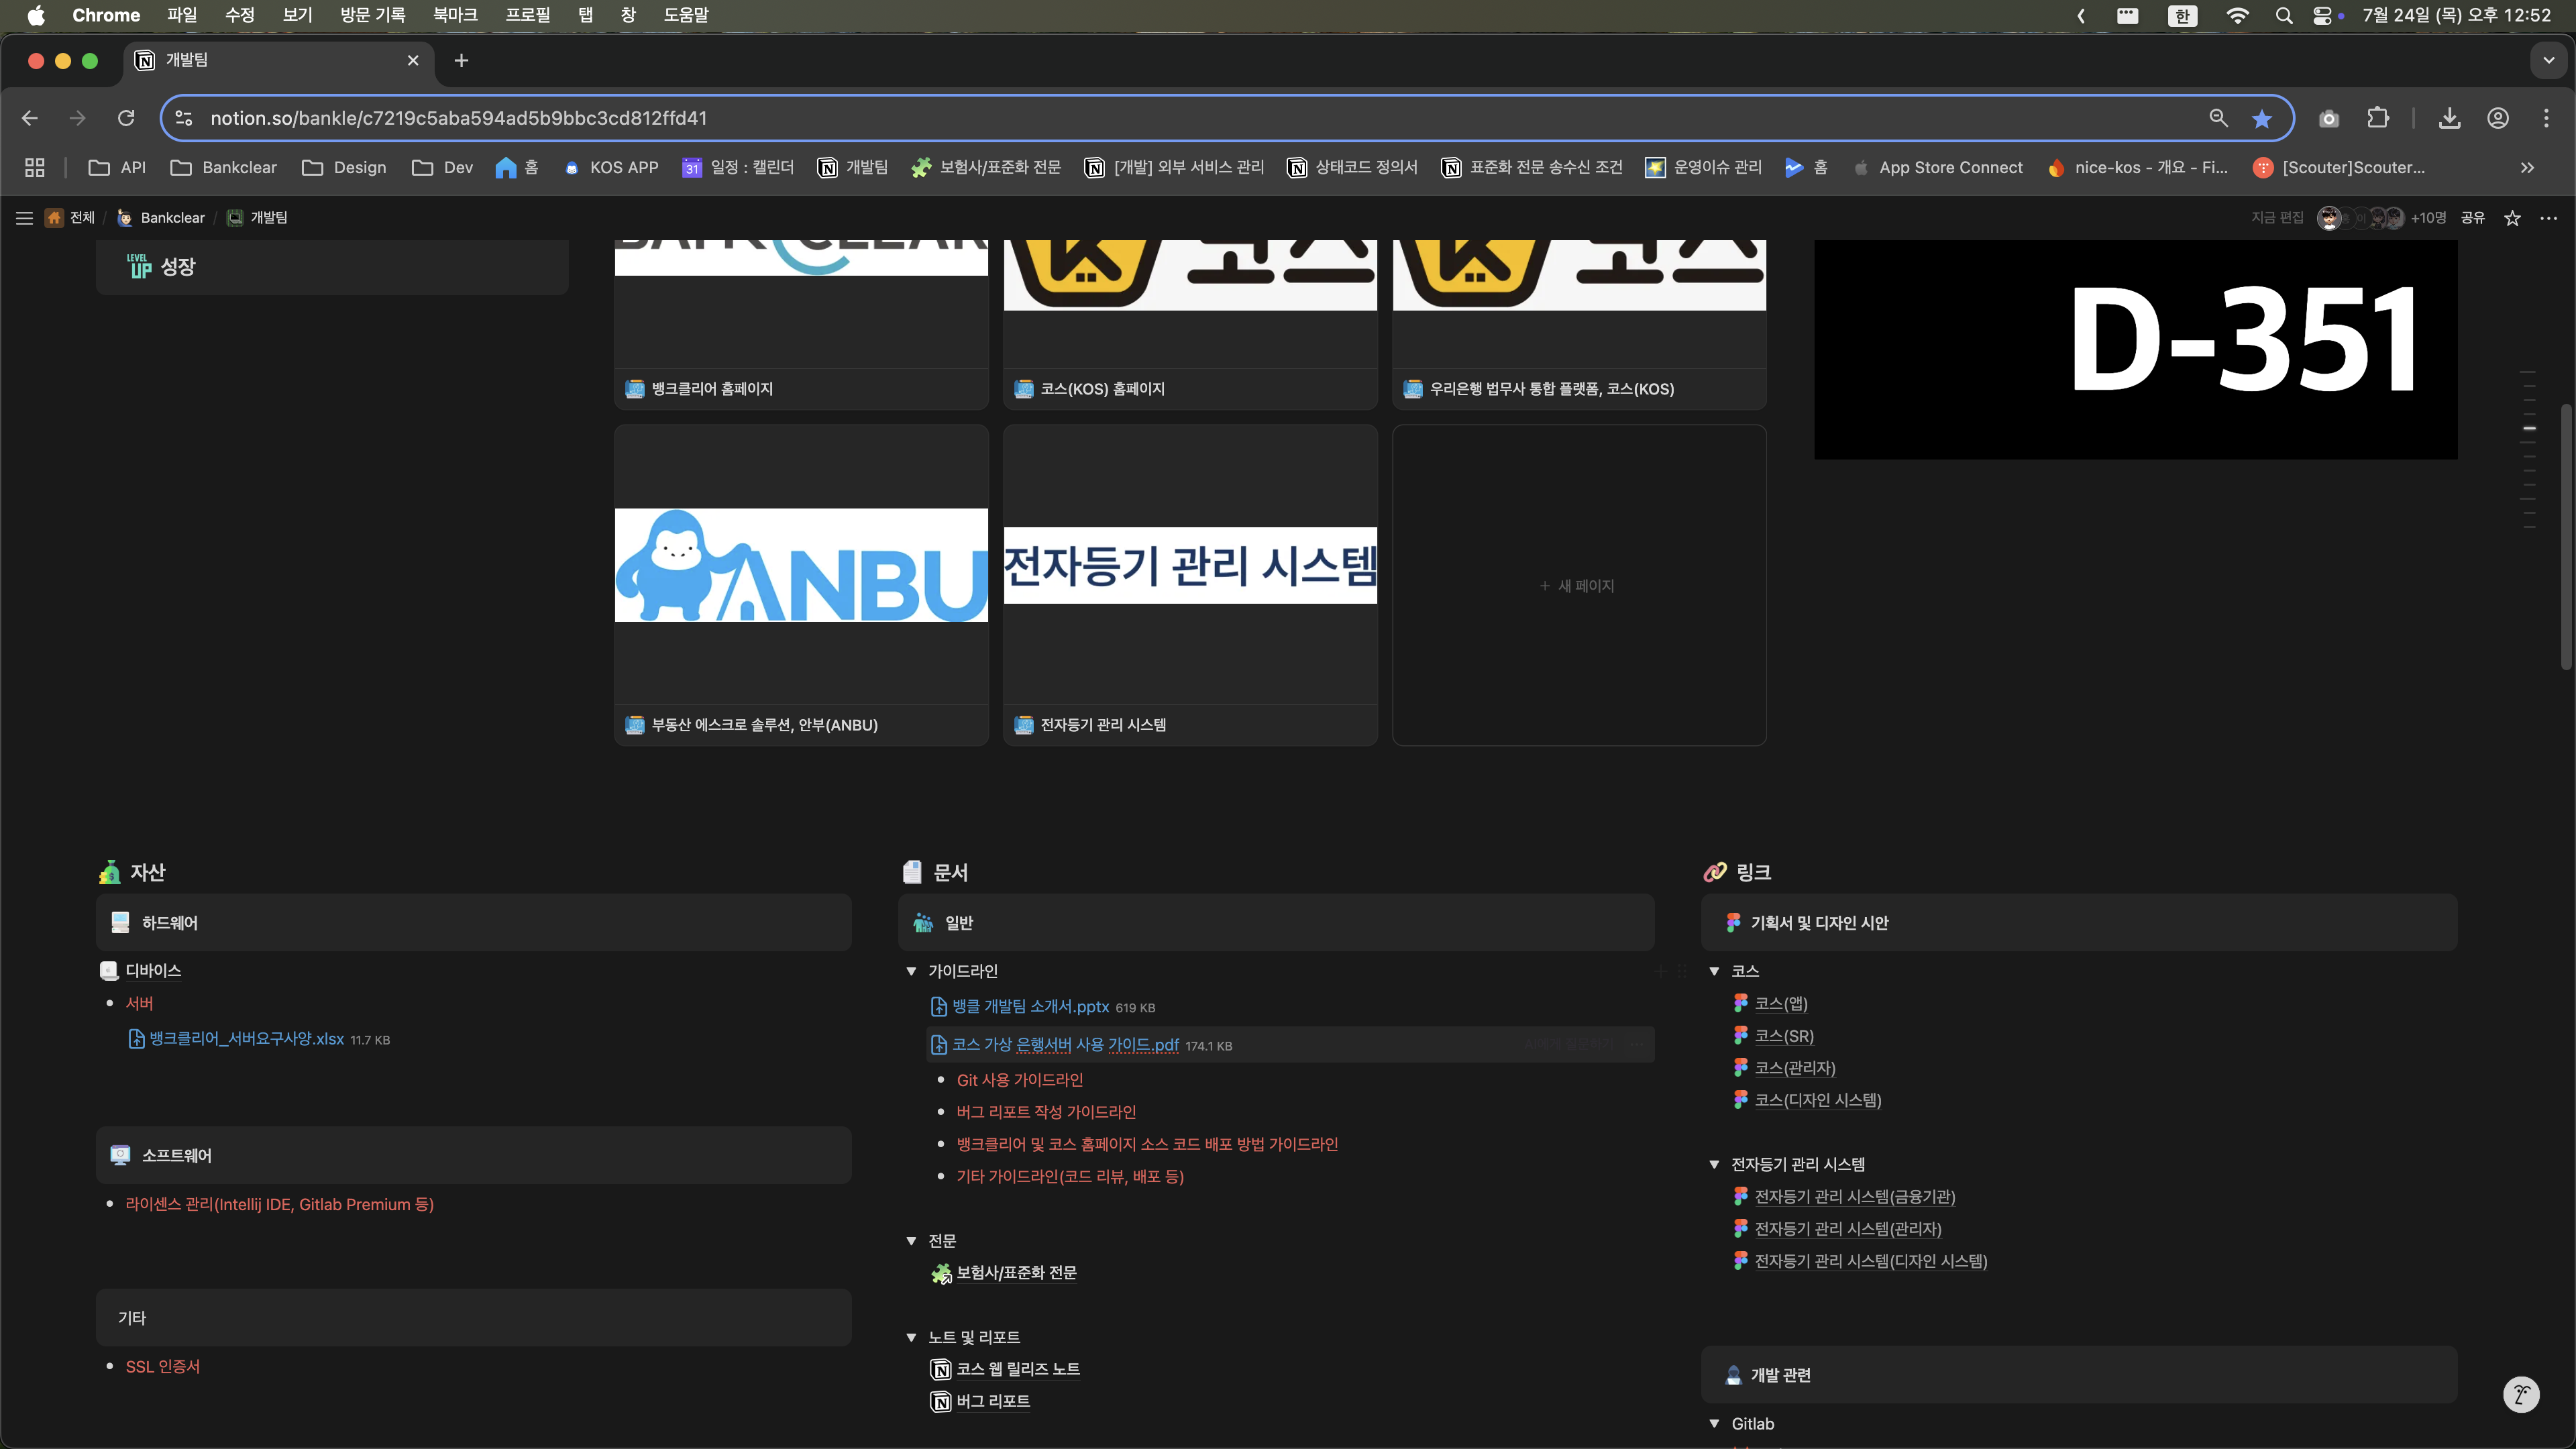 Chrome 파일 수정 보기 방문 기록 북마크 프로필 탭 창 도움말
한 7월 24일 (목) 오후 12:52
개발팀
notion.so/bankle/c7219c5aba594ad5b9bbc3cd812ffd41
API Bankclear Design Dev 홈 KOS APP 31 일정 : 캘린더 개발팀 보험사/표준화 전문 [개발] 외부 서비스 관리 상태코드 정의서 표준화 전문 송수신 조건 운영이슈 관리 홈 App Store Connect nice-kos - 개요 - Fi... [Scouter]Scouter...
전체 / Bankclear / 개발팀
지금 편집 +10명 공유
LEVEL UP 성장
BANK CLEAR
코스
코스
D-351
뱅크클리어 홈페이지
코스(KOS) 홈페이지
우리은행 법무사 통합 플랫폼, 코스(KOS)
ANBU
전자등기 관리 시스템
+ 새 페이지
부동산 에스크로 솔루션, 안부(ANBU)
전자등기 관리 시스템
자산
하드웨어
디바이스
서버
뱅크클리어_서버요구사양.xlsx 11.7 KB
소프트웨어
라이센스 관리(Intellij IDE, Gitlab Premium 등)
기타
SSL 인증서
문서
일반
가이드라인
뱅클 개발팀 소개서.pptx 619 KB
코스 가상 은행서버 사용 가이드.pdf 174.1 KB
Git 사용 가이드라인
버그 리포트 작성 가이드라인
뱅크클리어 및 코스 홈페이지 소스 코드 배포 방법 가이드라인
기타 가이드라인(코드 리뷰, 배포 등)
전문
보험사/표준화 전문
노트 및 리포트
코스 웹 릴리즈 노트
버그 리포트
링크
기획서 및 디자인 시안
코스
코스(앱)
코스(SR)
코스(관리자)
코스(디자인 시스템)
전자등기 관리 시스템
전자등기 관리 시스템(금융기관)
전자등기 관리 시스템(관리자)
전자등기 관리 시스템(디자인 시스템)
개발 관련
Gitlab